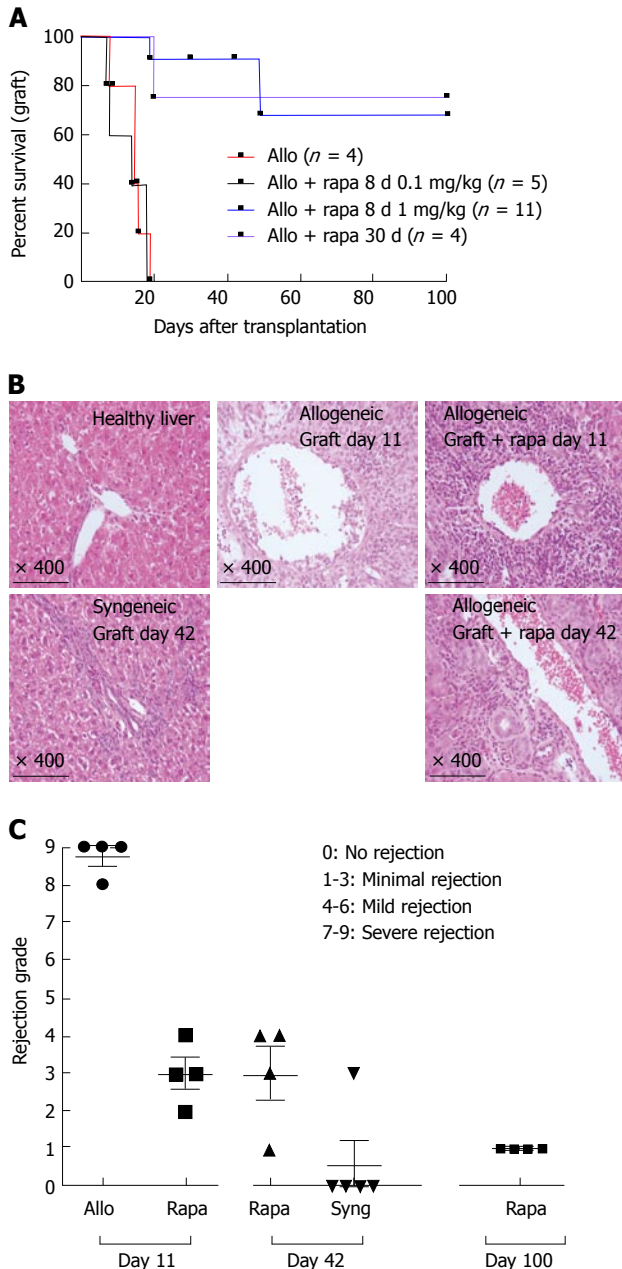 A
Percent survival (graft)
100
80
60
40
20
0
20
40
60
80
100
Days after transplantation
Allo (n = 4)
Allo + rapa 8 d 0.1 mg/kg (n = 5)
Allo + rapa 8 d 1 mg/kg (n = 11)
Allo + rapa 30 d (n = 4)
B
Healthy liver
× 400
Allogeneic
Graft day 11
× 400
Allogeneic
Graft + rapa day 11
× 400
Syngeneic
Graft day 42
× 400
Allogeneic
Graft + rapa day 42
× 400
C
Rejection grade
9
8
7
6
5
4
3
2
1
0
0: No rejection
1-3: Minimal rejection
4-6: Mild rejection
7-9: Severe rejection
Allo
Rapa
Rapa
Syng
Rapa
Day 11
Day 42
Day 100